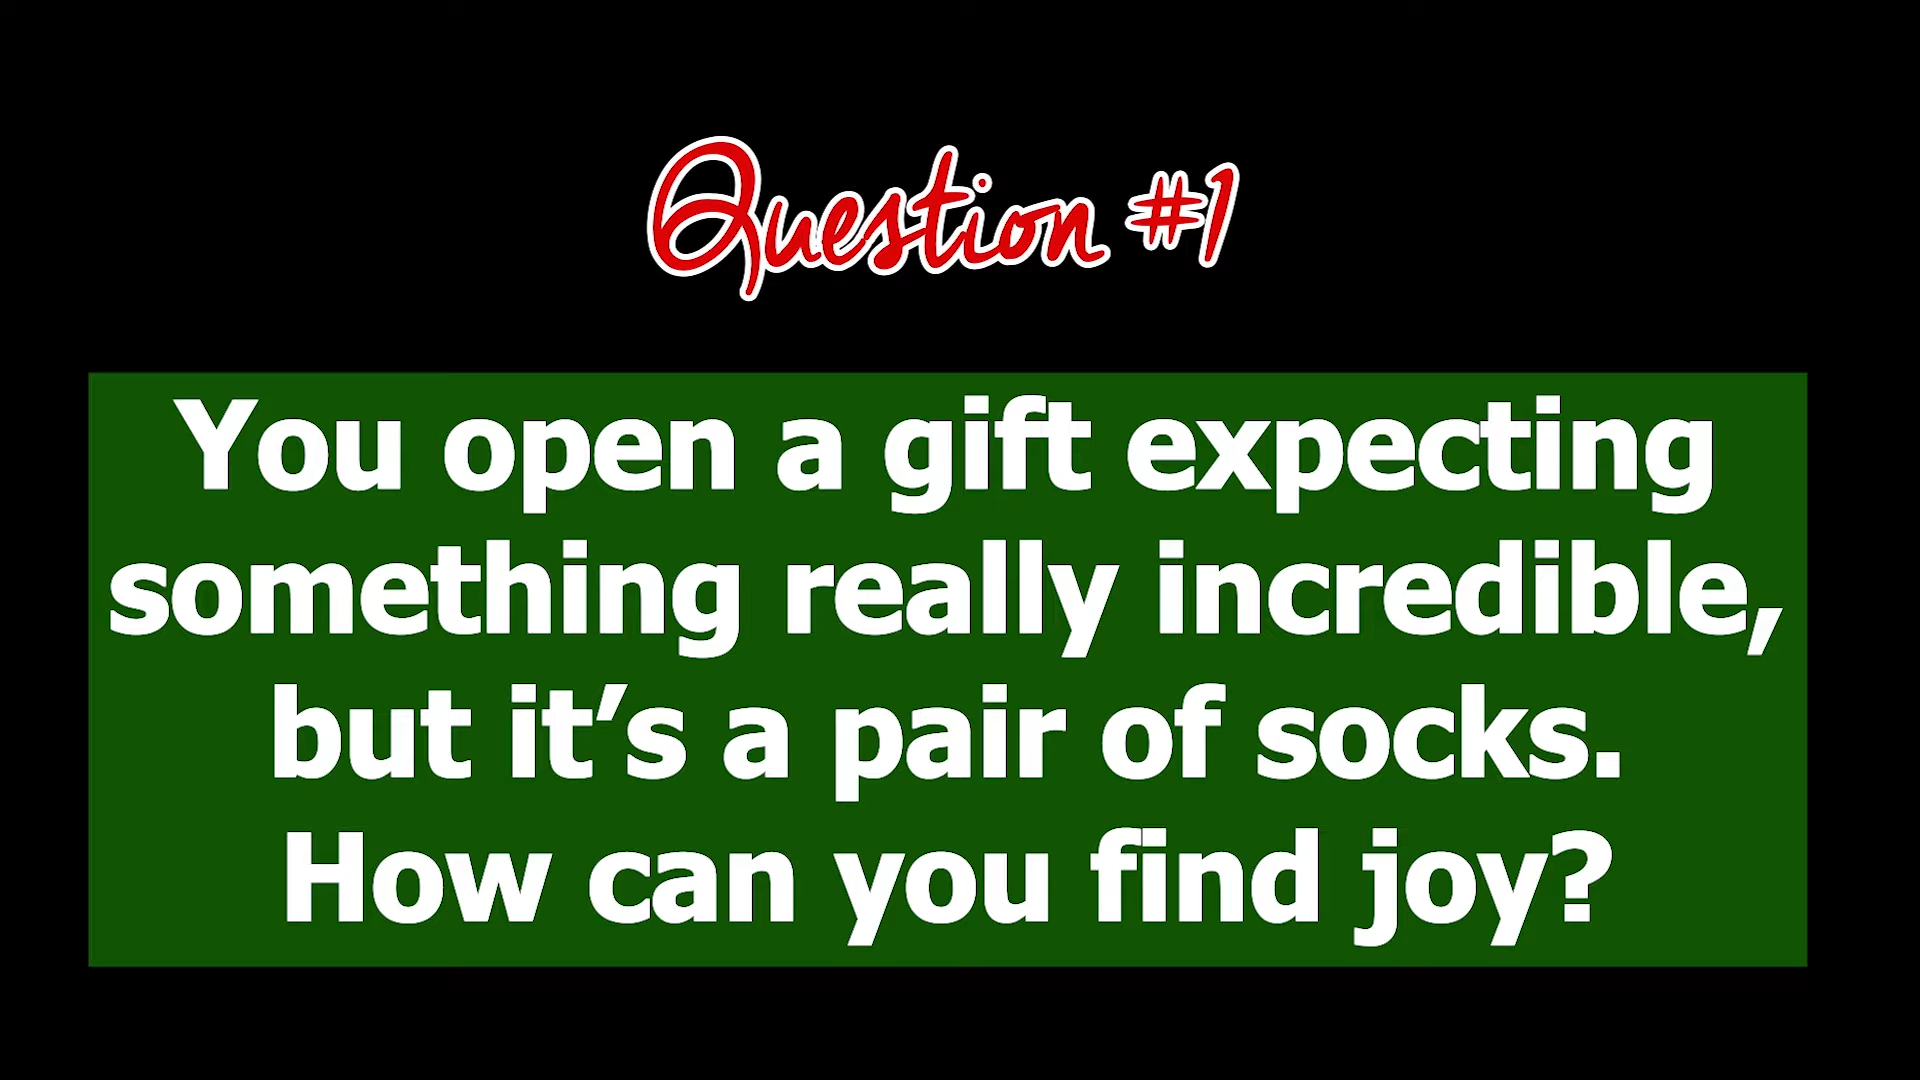 Question #1
You open a gift expecting
something really incredible,
but it’s a pair of socks.
How can you find joy?